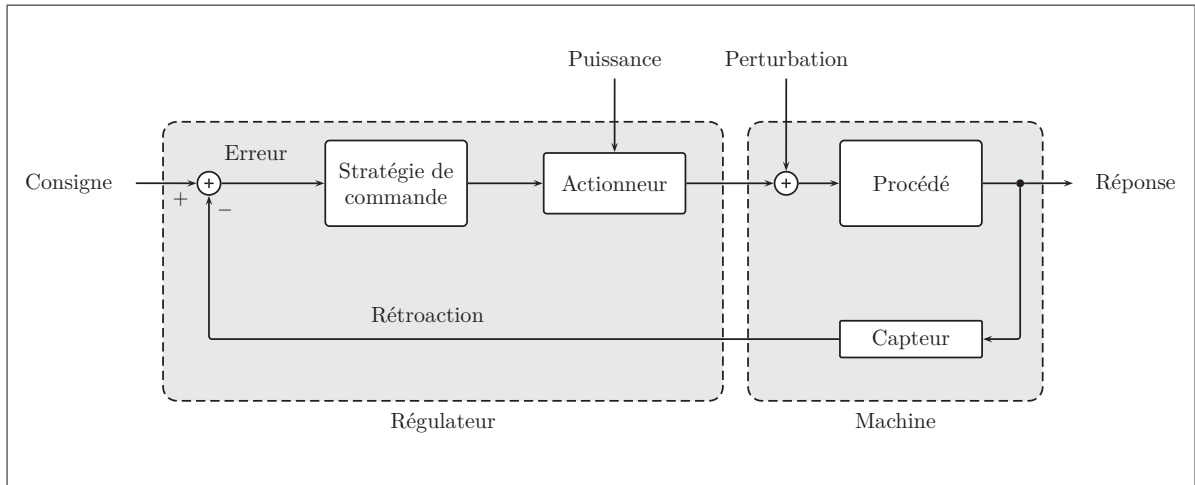 Puissance
Perturbation
Consigne
+
+
−
Erreur
Stratégie de
commande
Actionneur
+
Procédé
Réponse
Rétroaction
Capteur
Régulateur
Machine